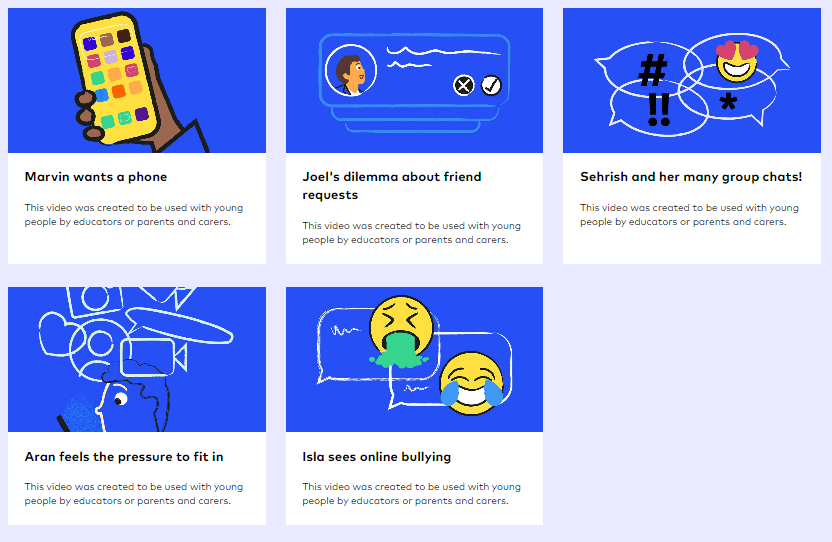 #
!!
*
Marvin wants a phone
This video was created to be used with young
people by educators or parents and carers.
Joel's dilemma about friend
requests
This video was created to be used with young
people by educators or parents and carers.
Sehrish and her many group chats!
This video was created to be used with young
people by educators or parents and carers.
Aran feels the pressure to fit in
This video was created to be used with young
people by educators or parents and carers.
Isla sees online bullying
This video was created to be used with young
people by educators or parents and carers.